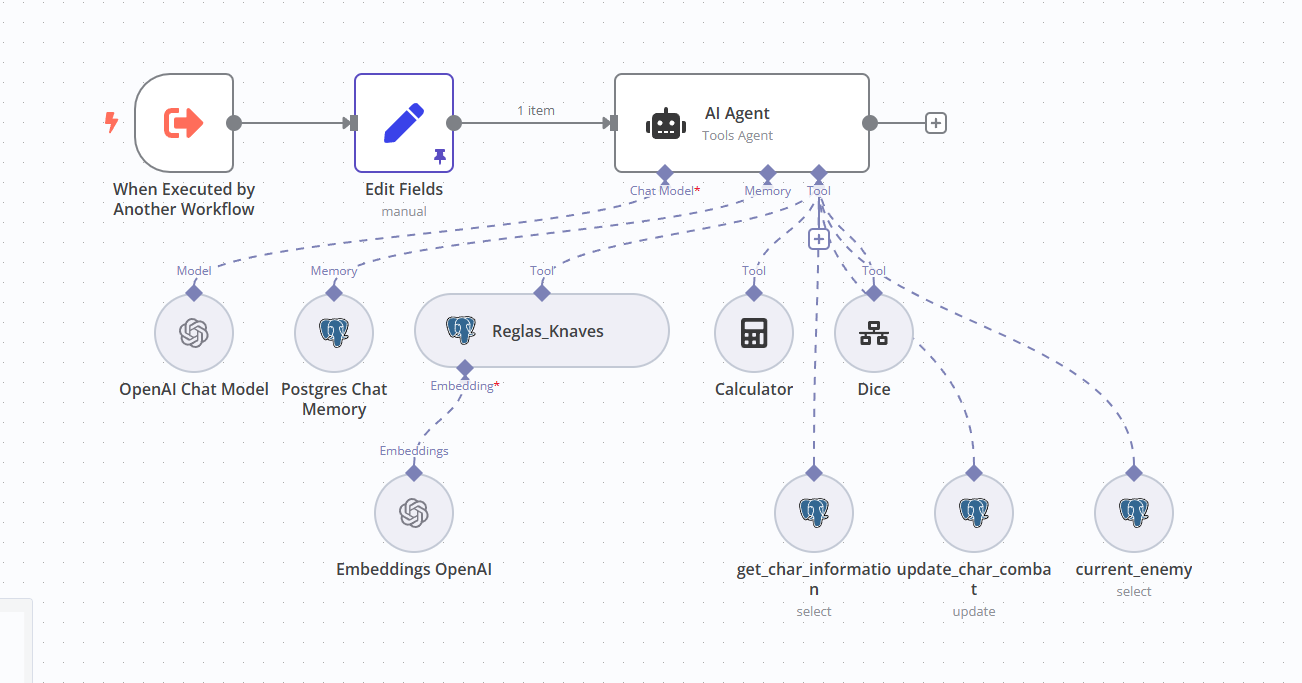 1 item
AI Agent
Tools Agent
When Executed by
Another Workflow
Edit Fields
manual
Chat Model*
Memory
Tool
Model
Memory
Tool
Tool
Tool
Reglas_Knaves
OpenAI Chat Model
Postgres Chat
Memory
Embedding*
Calculator
Dice
Embeddings
Embeddings OpenAI
get_char_informatio
n
select
update_char_comba
t
update
current_enemy
select